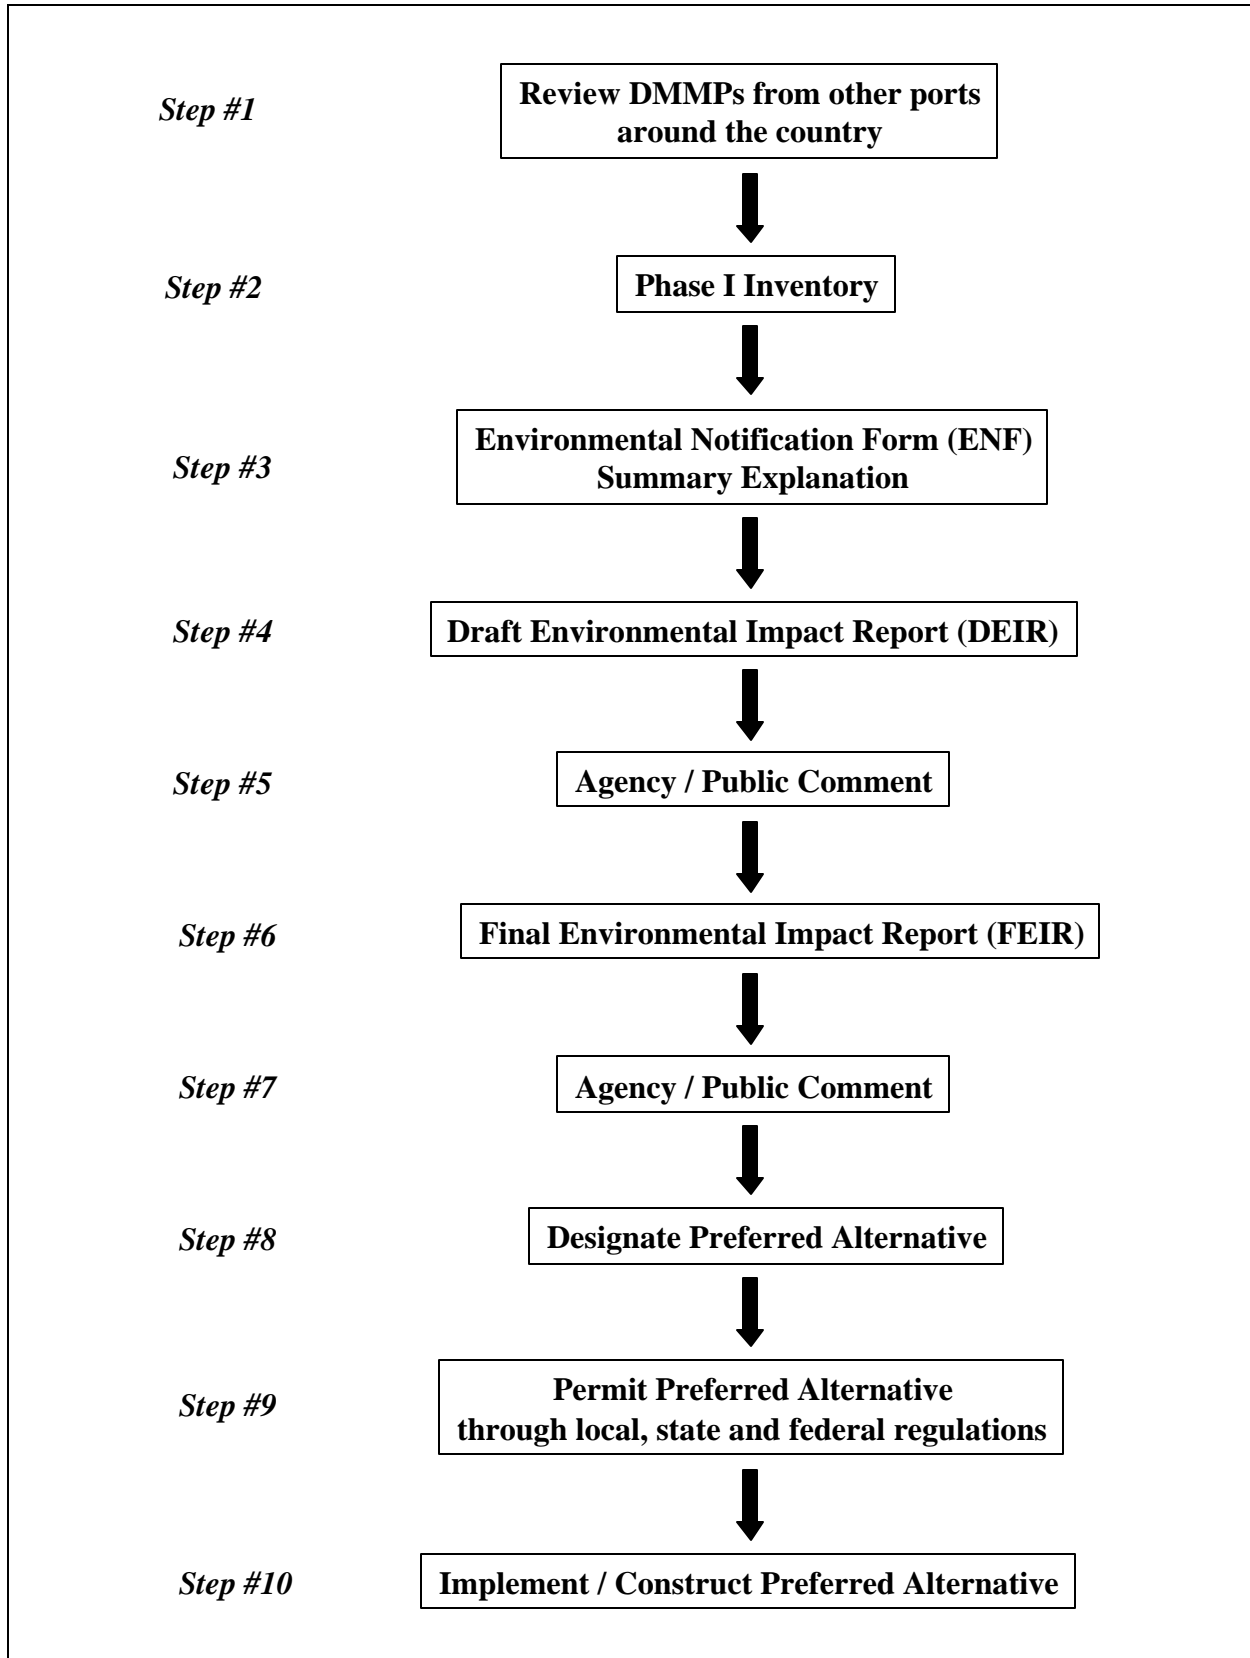 Step #1
Review DMMPs from other ports
around the country
Step #2
Phase I Inventory
Step #3
Environmental Notification Form (ENF)
Summary Explanation
Step #4
Draft Environmental Impact Report (DEIR)
Step #5
Agency / Public Comment
Step #6
Final Environmental Impact Report (FEIR)
Step #7
Agency / Public Comment
Step #8
Designate Preferred Alternative
Step #9
Permit Preferred Alternative
through local, state and federal regulations
Step #10
Implement / Construct Preferred Alternative